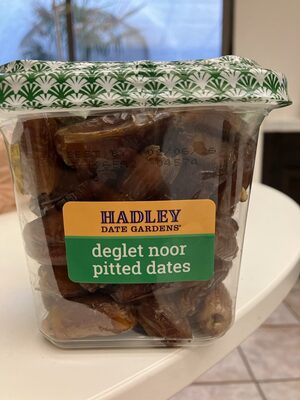 HADLEY
DATE GARDENS®
deglet noor
pitted dates